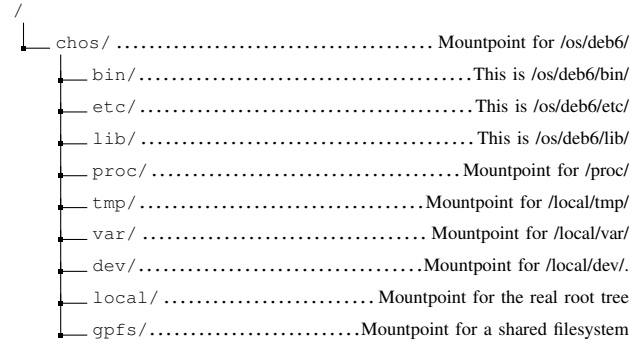 /
chos/ .................................. Mountpoint for /os/deb6/
bin/....................................This is /os/deb6/bin/
etc/....................................This is /os/deb6/etc/
lib/....................................This is /os/deb6/lib/
proc/..................................Mountpoint for /proc/
tmp/...............................Mountpoint for /local/tmp/
var/ .............................. Mountpoint for /local/var/
dev/...............................Mountpoint for /local/dev/.
local/ ....................... Mountpoint for the real root tree
gpfs/.........................Mountpoint for a shared filesystem